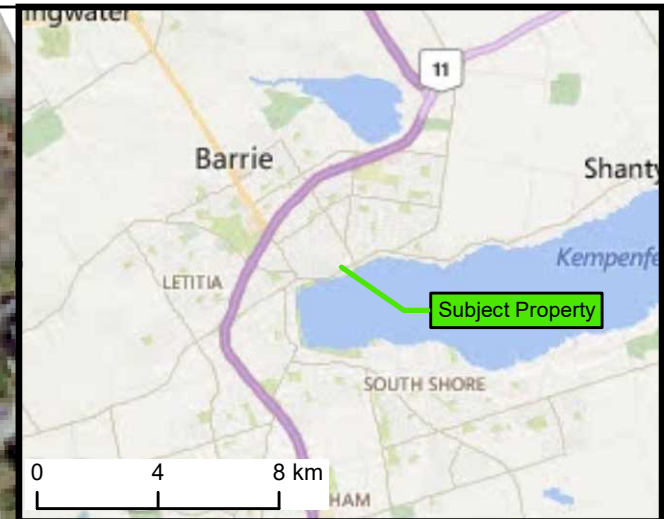 ingwater
11
Barrie
Shanty
Kempenfe
LETITIA
Subject Property
SOUTH SHORE
0 4 8 km
HAM